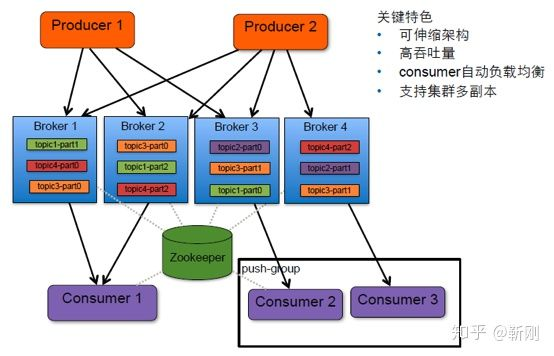 Producer 1
Producer 2
关键特色
• 可伸缩架构
• 高吞吐量
• consumer自动负载均衡
• 支持集群多副本
Broker 1
topic1-part1
topic4-part0
topic3-part0
Broker 2
topic3-part0
topic1-part2
topic4-part2
Broker 3
topic2-part0
topic3-part1
topic1-part0
Broker 4
topic4-part2
topic2-part1
topic3-part1
Zookeeper
push-group
Consumer 1
Consumer 2
Consumer 3
知乎 @靳刚